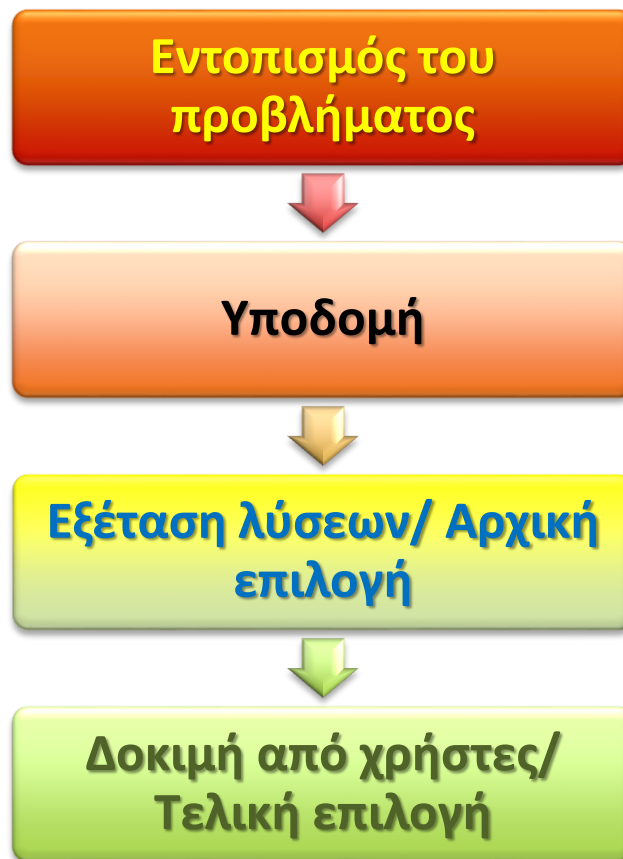 Εντοπισμός του
προβλήματος
Υποδομή
Εξέταση λύσεων/ Αρχική
επιλογή
Δοκιμή από χρήστες/
Τελική επιλογή